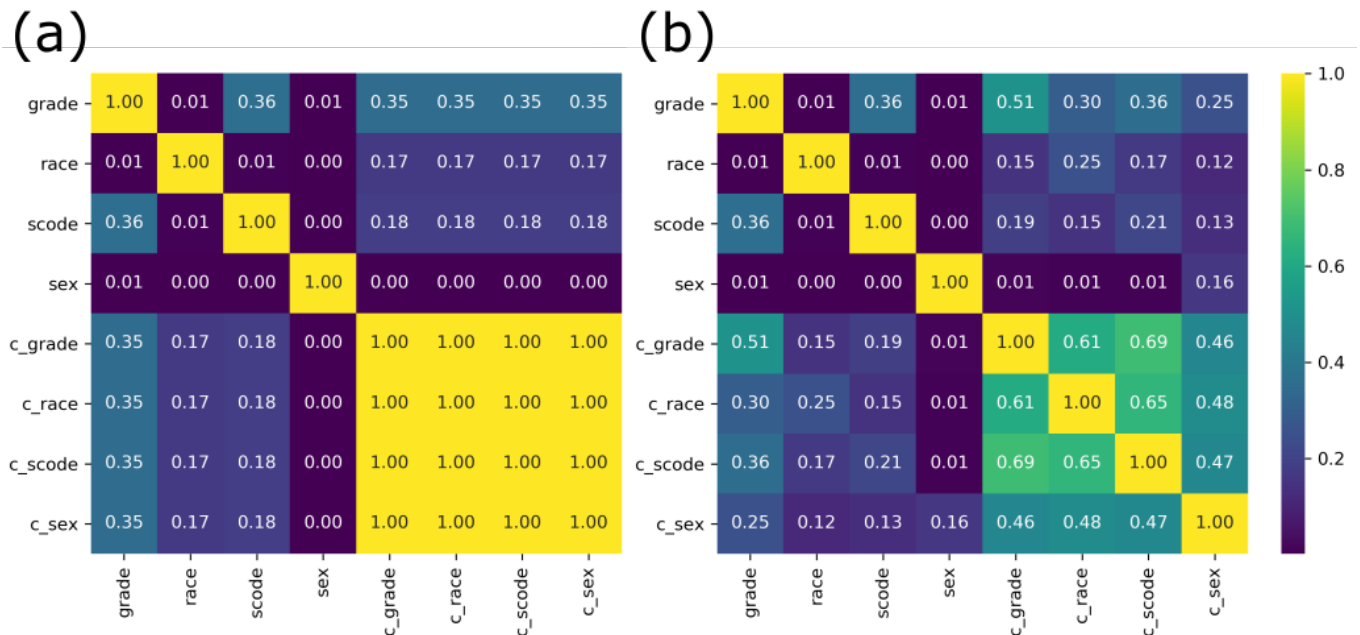 (a) (b)
grade 1.00 0.01 0.36 0.01 0.35 0.35 0.35 0.35 grade 1.00 0.01 0.36 0.01 0.51 0.30 0.36 0.25 1.0
race 0.01 1.00 0.01 0.00 0.17 0.17 0.17 0.17 race 0.01 1.00 0.01 0.00 0.15 0.25 0.17 0.12 0.8
scode 0.36 0.01 1.00 0.00 0.18 0.18 0.18 0.18 scode 0.36 0.01 1.00 0.00 0.19 0.15 0.21 0.13
sex 0.01 0.00 0.00 1.00 0.00 0.00 0.00 0.00 sex 0.01 0.00 0.00 1.00 0.01 0.01 0.01 0.16 0.6
c_grade 0.35 0.17 0.18 0.00 1.00 1.00 1.00 1.00 c_grade 0.51 0.15 0.19 0.01 1.00 0.61 0.69 0.46 0.4
c_race 0.35 0.17 0.18 0.00 1.00 1.00 1.00 1.00 c_race 0.30 0.25 0.15 0.01 0.61 1.00 0.65 0.48
c_scode 0.35 0.17 0.18 0.00 1.00 1.00 1.00 1.00 c_scode 0.36 0.17 0.21 0.01 0.69 0.65 1.00 0.47 0.2
c_sex 0.35 0.17 0.18 0.00 1.00 1.00 1.00 1.00 c_sex 0.25 0.12 0.13 0.16 0.46 0.48 0.47 1.00
grade race scode sex c_grade c_race c_scode c_sex grade race scode sex c_grade c_race c_scode c_sex